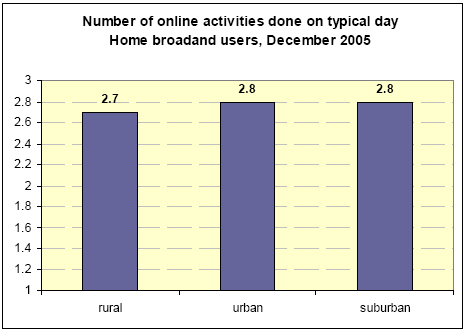 Number of online activities done on typical day
Home broadand users, December 2005
3
2.8
2.6
2.4
2.2
2
1.8
1.6
1.4
1.2
1
2.7
2.8
2.8
rural
urban
suburban